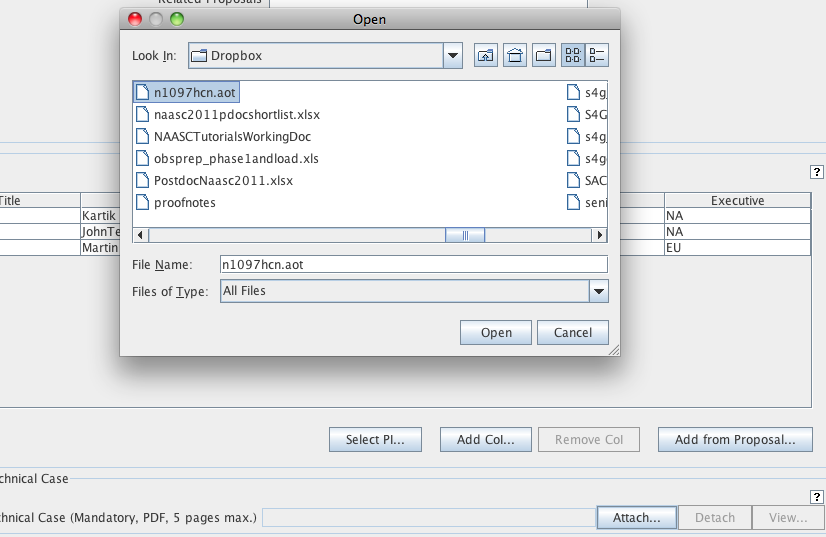 Related Proposals
Open
Look In: Dropbox
n1097hcn.aot
naasc2011pdocshortlist.xlsx
NAASCTutorialsWorkingDoc
obsprep_phase1andload.xls
PostdocNaasc2011.xlsx
proofnotes
s4g
S4G
s4g
s4g
SAC
seni
File Name: n1097hcn.aot
Files of Type: All Files
Open Cancel
?
Title Executive
Kartik NA
JohnTe NA
Martin EU
Select PI... Add CoI... Remove CoI Add from Proposal...
chnical Case
?
chnical Case (Mandatory, PDF, 5 pages max.) Attach... Detach View...